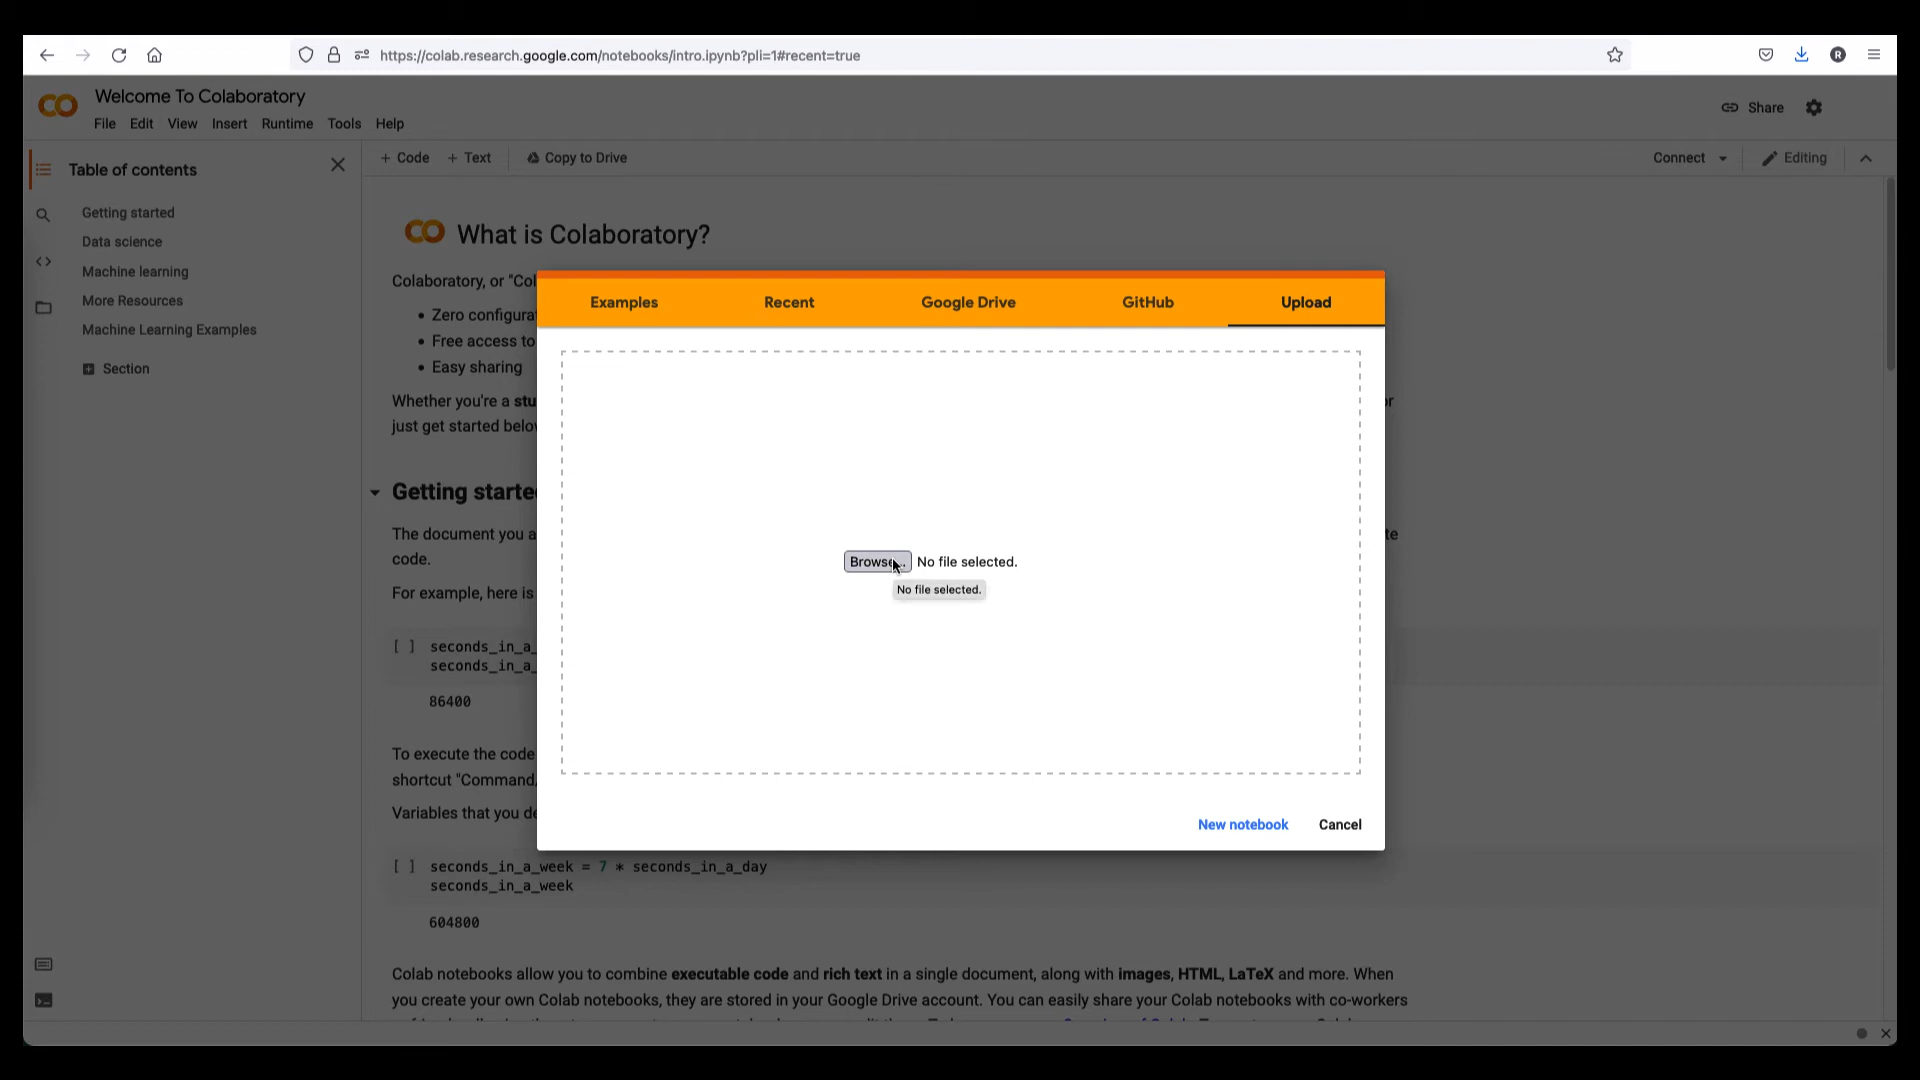 https://colab.research.google.com/notebooks/intro.ipynb?pli=1#recent=true
R
Welcome To Colaboratory
File Edit View Insert Runtime Tools Help
Share
Table of contents
+ Code + Text Copy to Drive
Connect
Editing
Getting started
Data science
Machine learning
More Resources
Machine Learning Examples
Section
What is Colaboratory?
Colaboratory, or "Col
• Zero configurat
• Free access to
• Easy sharing
Whether you're a stu
or
just get started belo
Getting starte
The document you a
te
code.
For example, here is
[ ] seconds_in_a_
seconds_in_a_
86400
To execute the code
shortcut "Command/
Variables that you de
Examples Recent Google Drive GitHub Upload
No file selected.
No file selected.
New notebook Cancel
[ ] seconds_in_a_week = 7 * seconds_in_a_day
seconds_in_a_week
604800
Colab notebooks allow you to combine executable code and rich text in a single document, along with images, HTML, LaTeX and more. When
you create your own Colab notebooks, they are stored in your Google Drive account. You can easily share your Colab notebooks with co-workers